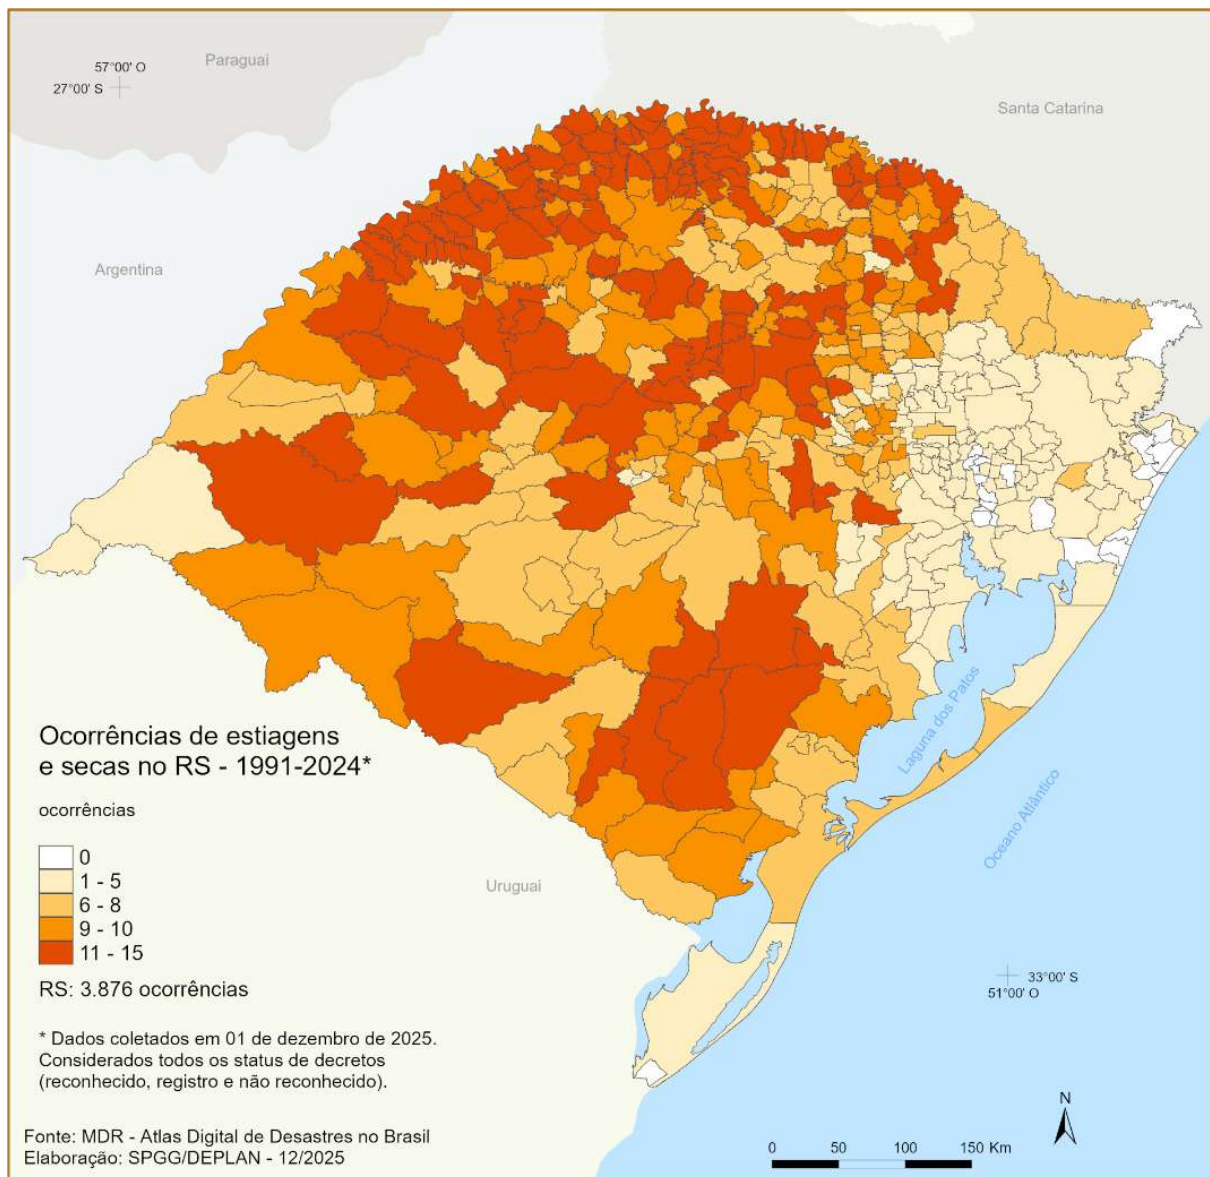 Paraguai
57°00' O
27°00' S
Santa Catarina
Argentina
Ocorrências de estiagens
e secas no RS - 1991-2024*
ocorrências
0
1 - 5
6 - 8
9 - 10
11 - 15
RS: 3.876 ocorrências
* Dados coletados em 01 de dezembro de 2025.
Considerados todos os status de decretos
(reconhecido, registro e não reconhecido).
Fonte: MDR - Atlas Digital de Desastres no Brasil
Elaboração: SPGG/DEPLAN - 12/2025
Uruguai
Laguna dos Patos
Oceano Atlântico
33°00' S
51°00' O
N
0 50 100 150 Km